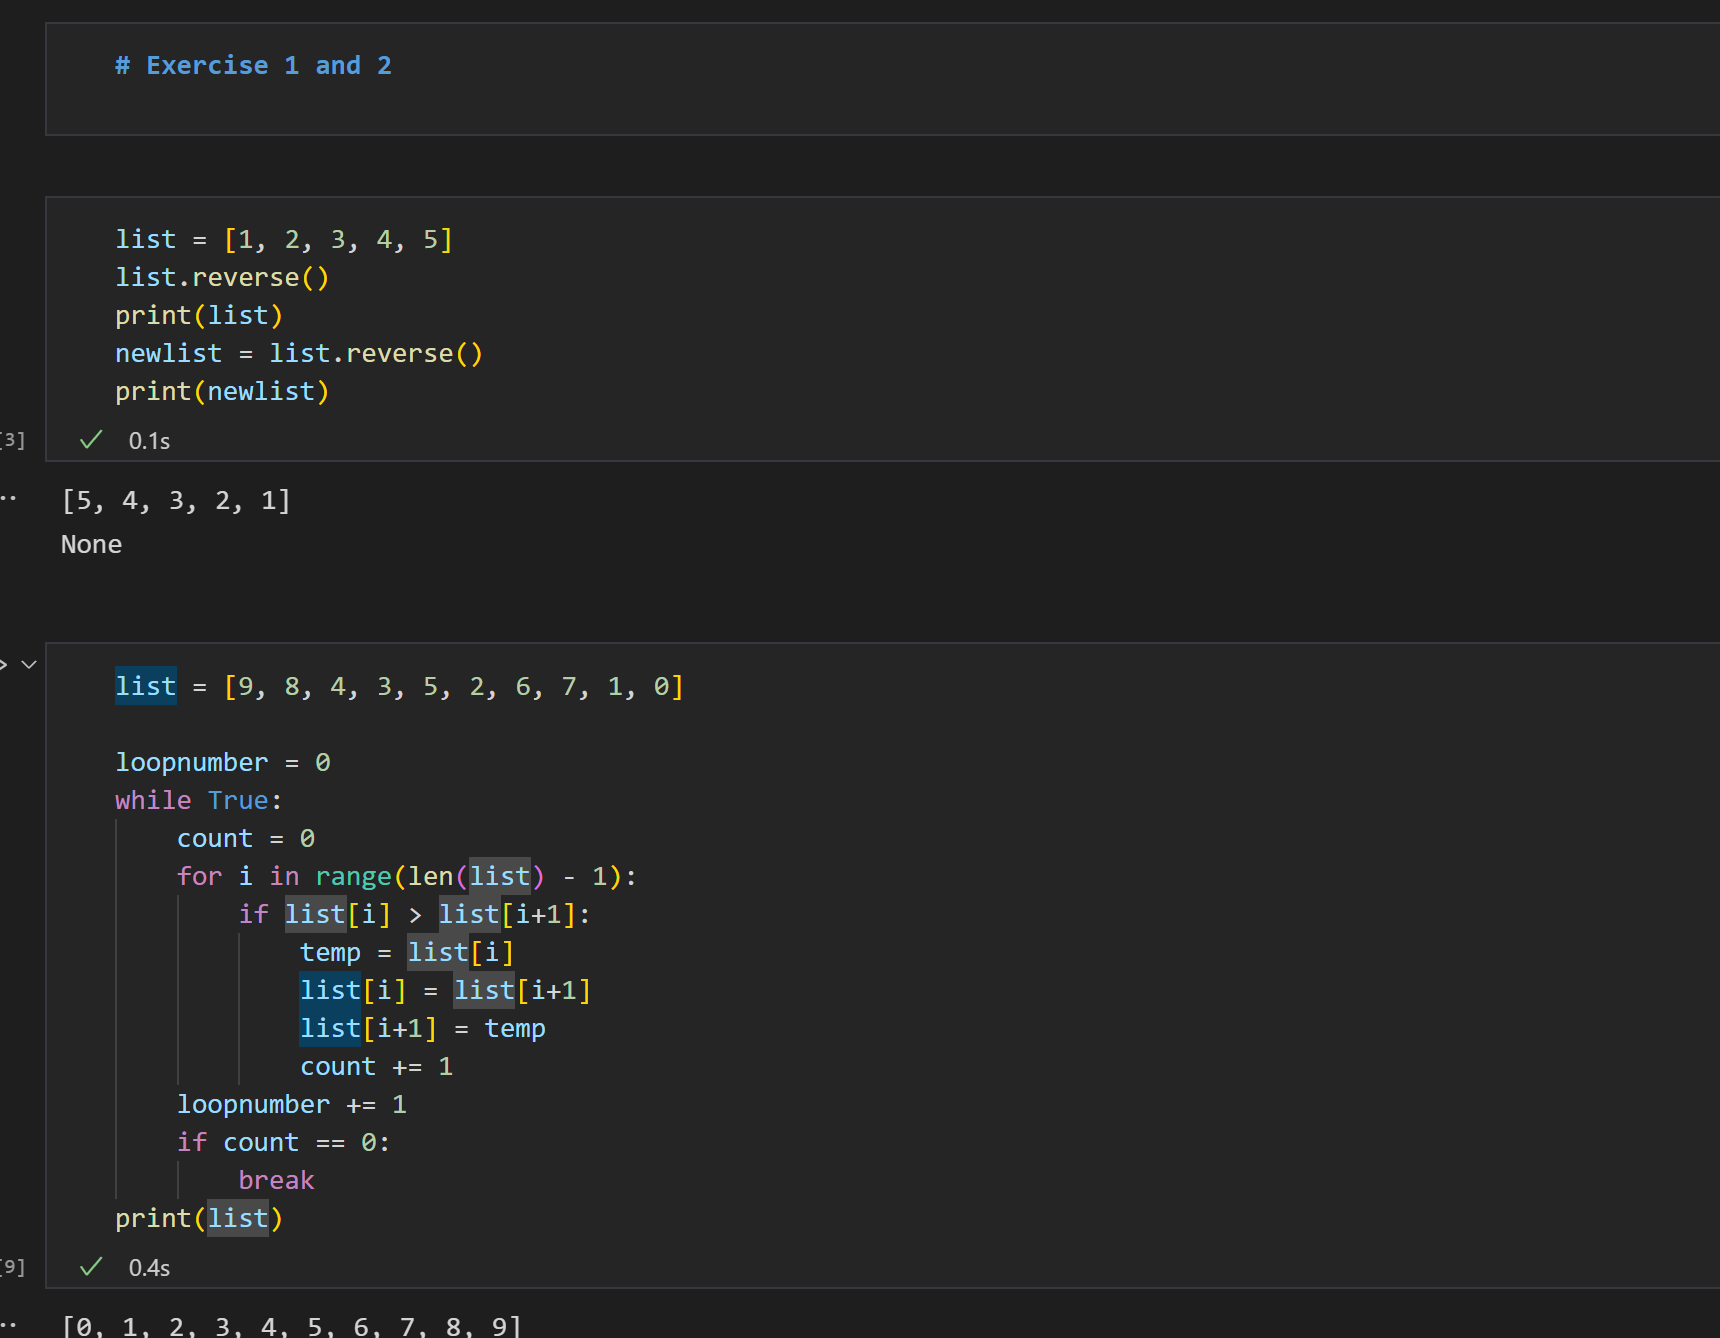 # Exercise 1 and 2
list = [1, 2, 3, 4, 5]
list.reverse()
print(list)
newlist = list.reverse()
print(newlist)
[3]
0.1s
[5, 4, 3, 2, 1]
None
list = [9, 8, 4, 3, 5, 2, 6, 7, 1, 0]
loopnumber = 0
while True:
    count = 0
    for i in range(len(list) - 1):
        if list[i] > list[i+1]:
            temp = list[i]
            list[i] = list[i+1]
            list[i+1] = temp
            count += 1
    loopnumber += 1
    if count == 0:
        break
print(list)
[9]
0.4s
[0, 1, 2, 3, 4, 5, 6, 7, 8, 9]